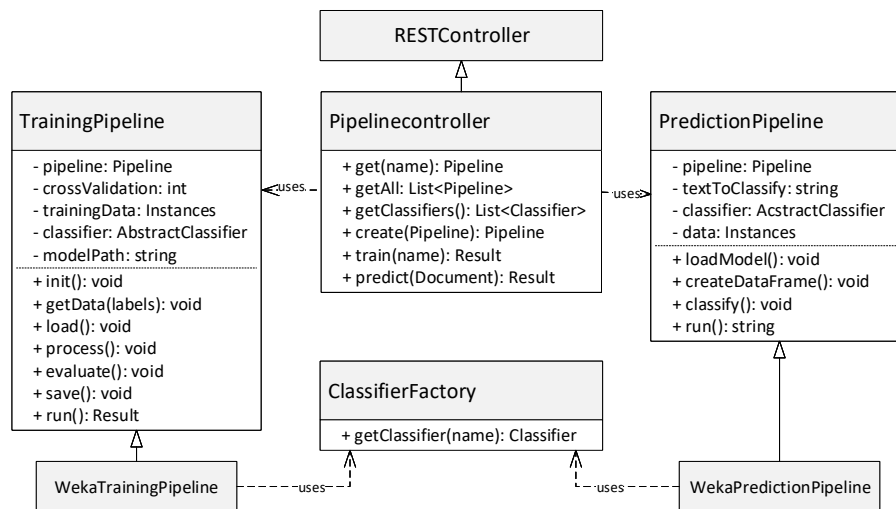 RESTController
TrainingPipeline
- pipeline: Pipeline
- crossValidation: int
- trainingData: Instances
- classifier: AbstractClassifier
- modelPath: string
+ init(): void
+ getData(labels): void
+ load(): void
+ process(): void
+ evaluate(): void
+ save(): void
+ run(): Result
uses
Pipelinecontroller
+ get(name): Pipeline
+ getAll: List<Pipeline>
+ getClassifiers(): List<Classifier>
+ create(Pipeline): Pipeline
+ train(name): Result
+ predict(Document): Result
uses
PredictionPipeline
- pipeline: Pipeline
- textToClassify: string
- classifier: AcstractClassifier
- data: Instances
+ loadModel(): void
+ createDataFrame(): void
+ classify(): void
+ run(): string
ClassifierFactory
+ getClassifier(name): Classifier
WekaTrainingPipeline
uses
uses
WekaPredictionPipeline